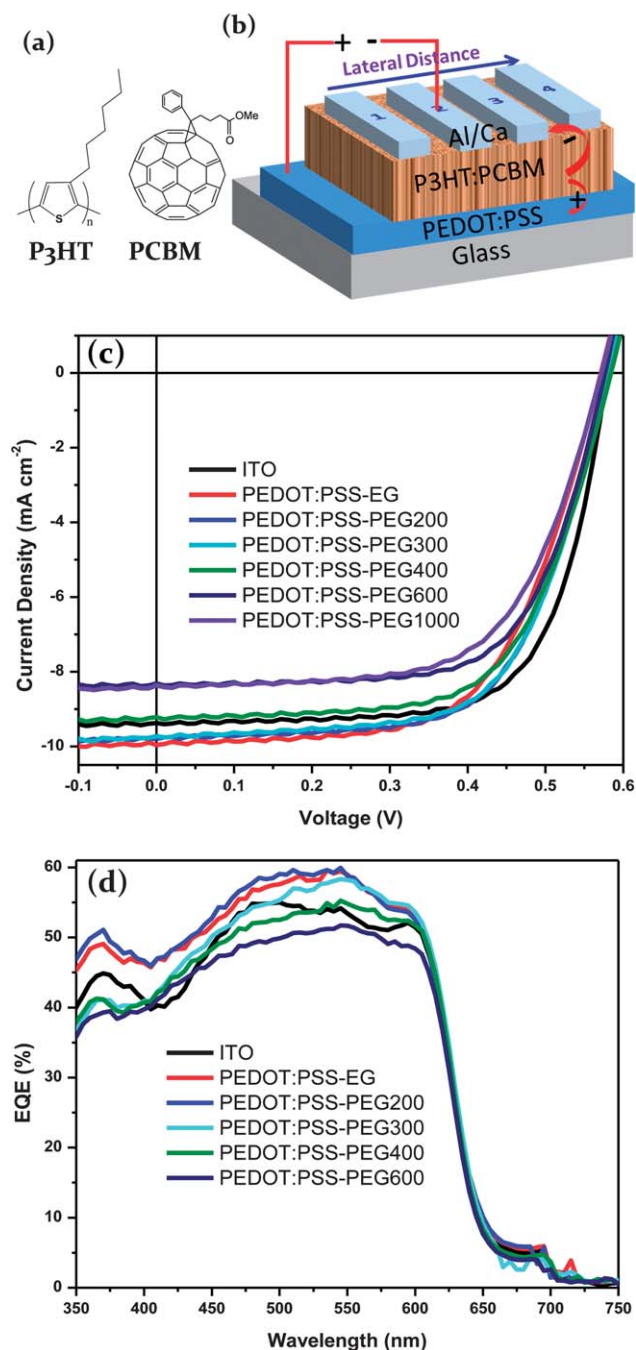 (a)
OMe
O
S
n
P3HT
PCBM
(b)
+ -
Lateral Distance
1 2 3 4
Al/Ca
-
P3HT:PCBM
+
PEDOT:PSS
Glass
(c)
0
-2
-4
-6
-8
-10
Current Density (mA cm-2)
ITO
PEDOT:PSS-EG
PEDOT:PSS-PEG200
PEDOT:PSS-PEG300
PEDOT:PSS-PEG400
PEDOT:PSS-PEG600
PEDOT:PSS-PEG1000
-0.1 0.0 0.1 0.2 0.3 0.4 0.5 0.6
Voltage (V)
(d)
60
50
40
30
20
10
0
EQE (%)
ITO
PEDOT:PSS-EG
PEDOT:PSS-PEG200
PEDOT:PSS-PEG300
PEDOT:PSS-PEG400
PEDOT:PSS-PEG600
350 400 450 500 550 600 650 700 750
Wavelength (nm)